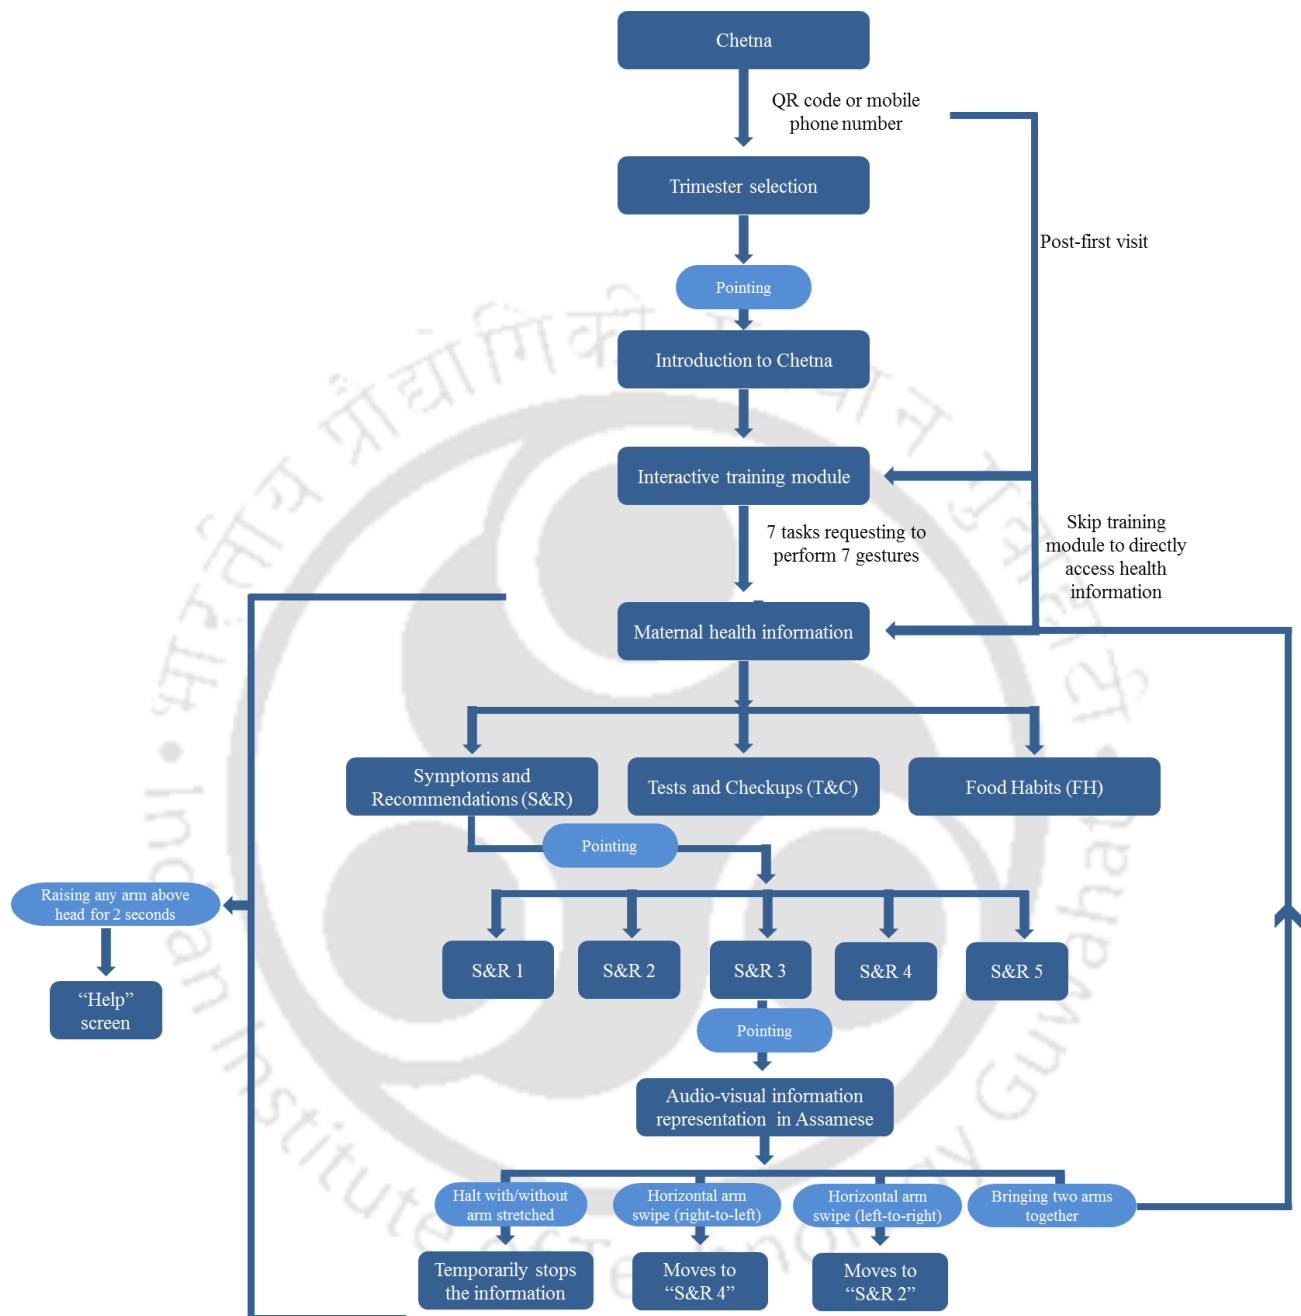 Chetna
QR code or mobile
phone number
Trimester selection
Post-first visit
Pointing
Introduction to Chetna
Interactive training module
7 tasks requesting to
perform 7 gestures
Skip training
module to directly
access health
information
Maternal health information
Symptoms and
Recommendations (S&R)
Tests and Checkups (T&C)
Food Habits (FH)
Pointing
Raising any arm above
head for 2 seconds
“Help”
screen
S&R 1
S&R 2
S&R 3
S&R 4
S&R 5
Pointing
Audio-visual information
representation in Assamese
Halt with/without
arm stretched
Horizontal arm
swipe (right-to-left)
Horizontal arm
swipe (left-to-right)
Bringing two arms
together
Temporarily stops
the information
Moves to
“S&R 4”
Moves to
“S&R 2”
Indian Institute of Technology Guwahati